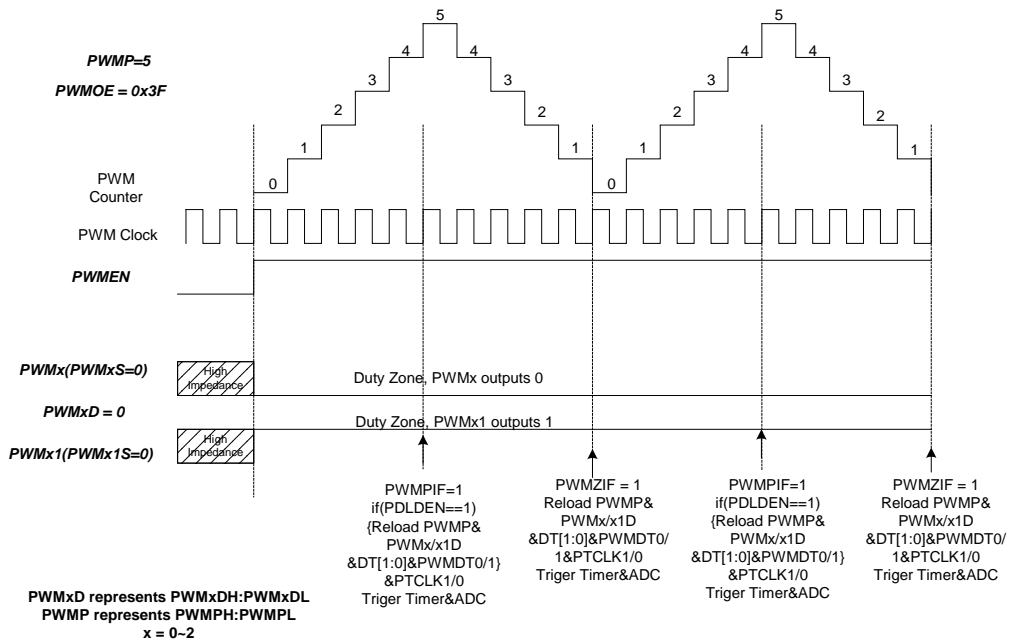 5
5
4
4
4
4
PWMP=5
3
3
3
3
PWMOE = 0x3F
2
2
2
2
1
1
1
1
0
0
PWM
Counter
PWM Clock
PWMEN
PWMx(PWMxS=0)
High
Impedance
Duty Zone, PWMx outputs 0
PWMxD = 0
Duty Zone, PWMx1 outputs 1
PWMx1(PWMx1S=0)
High
Impedance
PWMPIF=1
if(PDLDEN==1)
{Reload PWMP&
PWMx/x1D
&DT[1:0]&PWMDT0/1}
&PTCLK1/0
Triger Timer&ADC
PWMZIF = 1
Reload PWMP&
PWMx/x1D
&DT[1:0]&PWMDT0/
1&PTCLK1/0
Triger Timer&ADC
PWMPIF=1
if(PDLDEN==1)
{Reload PWMP&
PWMx/x1D
&DT[1:0]&PWMDT0/1}
&PTCLK1/0
Triger Timer&ADC
PWMZIF = 1
Reload PWMP&
PWMx/x1D
&DT[1:0]&PWMDT0/
1&PTCLK1/0
Triger Timer&ADC
PWMxD represents PWMxDH:PWMxDL
PWMP represents PWMPH:PWMPL
x = 0~2